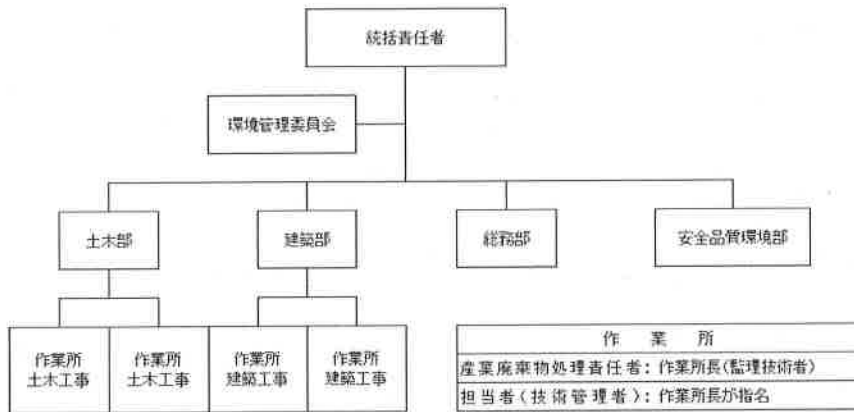 統括責任者
環境管理委員会
土木部
建築部
総務部
安全品質環境部
作業所
土木工事
作業所
土木工事
作業所
建築工事
作業所
建築工事
作業所
産業廃棄物処理責任者：作業所長(監理技術者)
担当者(技術管理者)：作業所長が指名